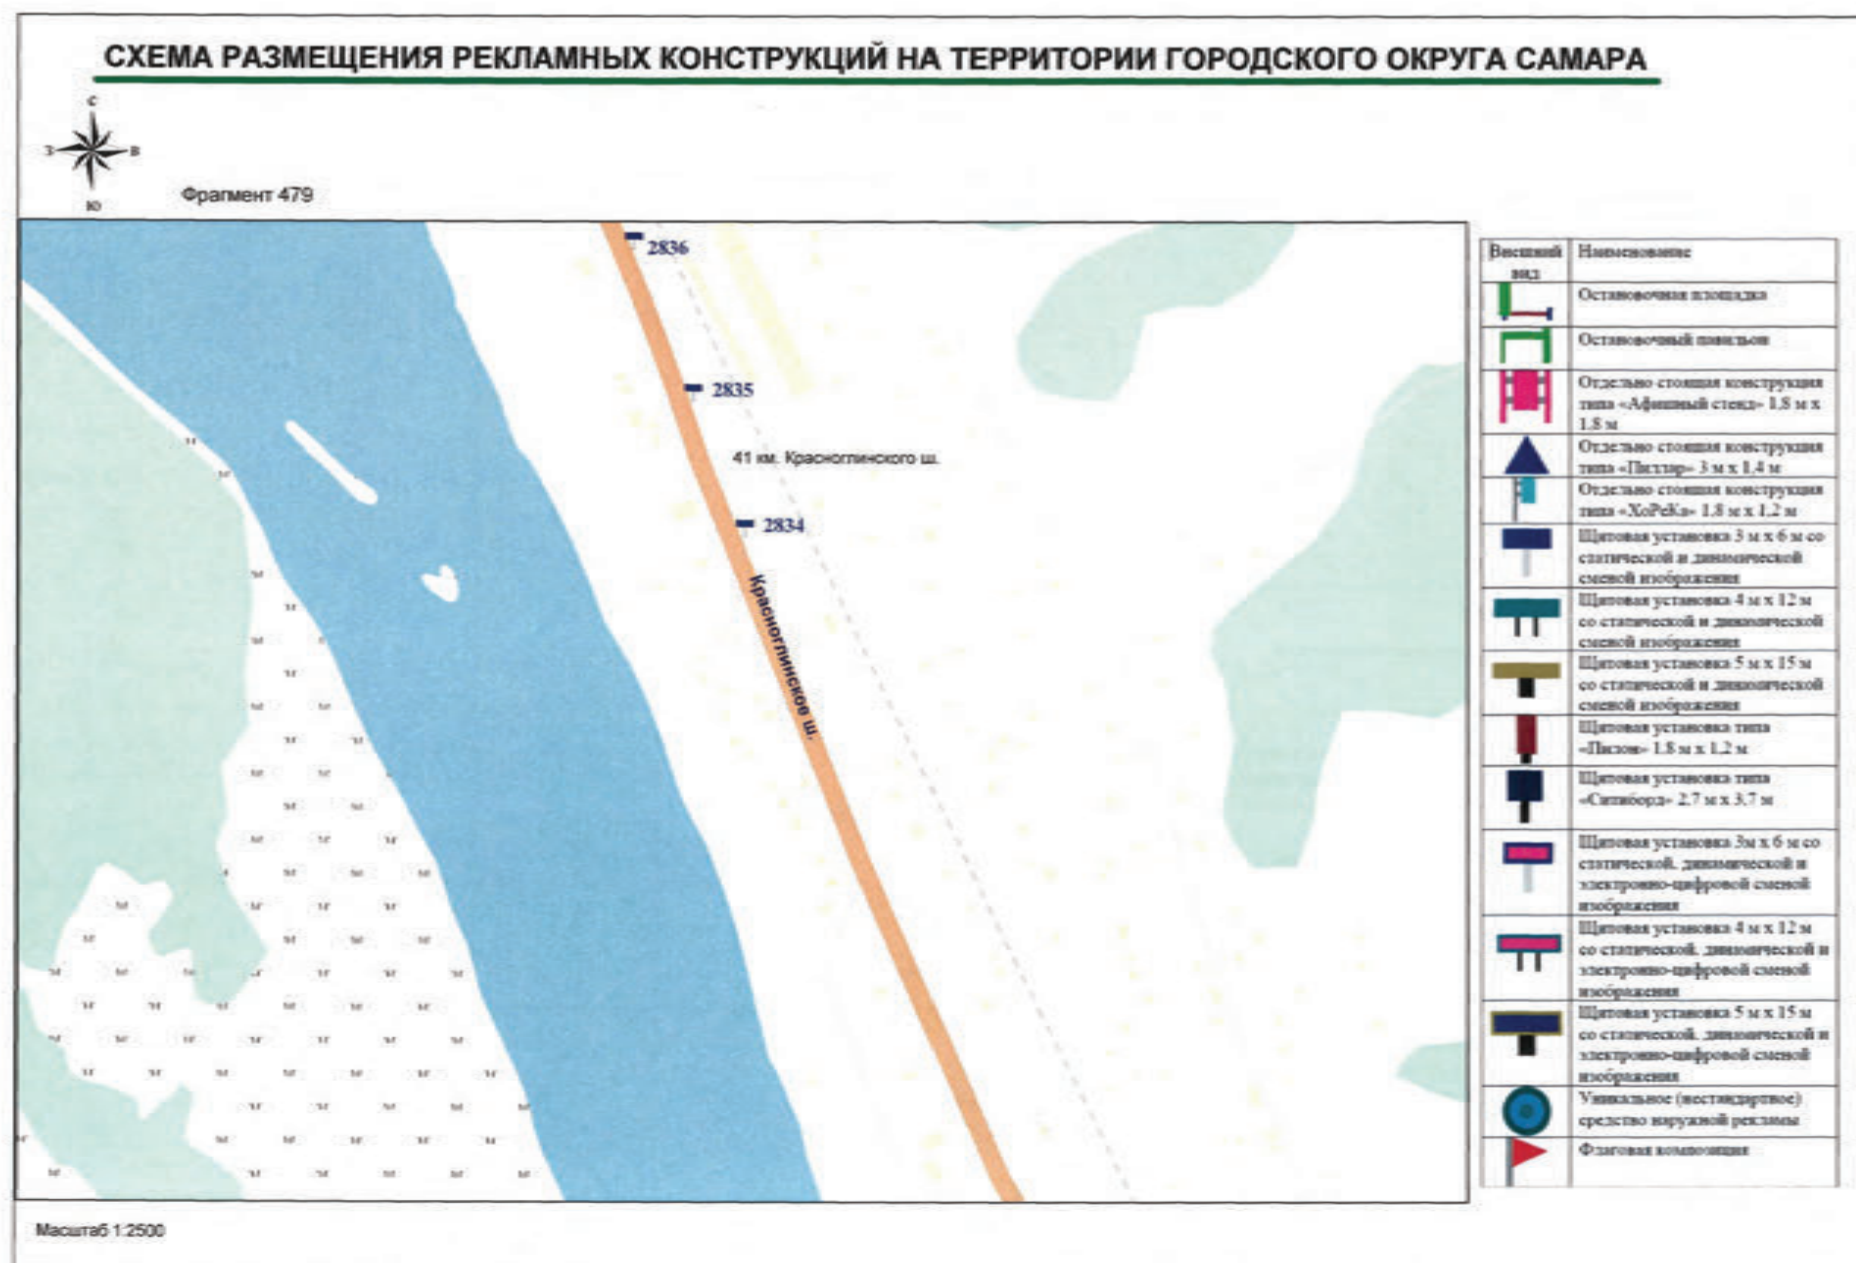 СХЕМА РАЗМЕЩЕНИЯ РЕКЛАМНЫХ КОНСТРУКЦИЙ НА ТЕРРИТОРИИ ГОРОДСКОГО ОКРУГА САМАРА
С
З В
Ю
Фрагмент 479
2836
2835
41 км. Красноглинского ш.
2834
Красноглинское ш.
Масштаб 1:2500
Внешний
вид
Наименование
Остановочная площадка
Остановочный павильон
Отдельно стоящая конструкция
типа «Афишный стенд» 1.8 м х
1.8 м
Отдельно стоящая конструкция
типа «Пиллар» 3 м х 1.4 м
Отдельно стоящая конструкция
типа «ХоРеКа» 1.8 м х 1.2 м
Щитовая установка 3 м х 6 м со
статической и динамической
сменой изображения
Щитовая установка 4 м х 12 м
со статической и динамической
сменой изображения
Щитовая установка 5 м х 15 м
со статической и динамической
сменой изображения
Щитовая установка типа
«Пилон» 1.8 м х 1.2 м
Щитовая установка типа
«Ситиборд» 2.7 м х 3.7 м
Щитовая установка 3м х 6 м со
статической, динамической и
электронно-цифровой сменой
изображения
Щитовая установка 4 м х 12 м
со статической, динамической и
электронно-цифровой сменой
изображения
Щитовая установка 5 м х 15 м
со статической, динамической и
электронно-цифровой сменой
изображения
Уникальное (нестандартное)
средство наружной рекламы
Флаговая композиция